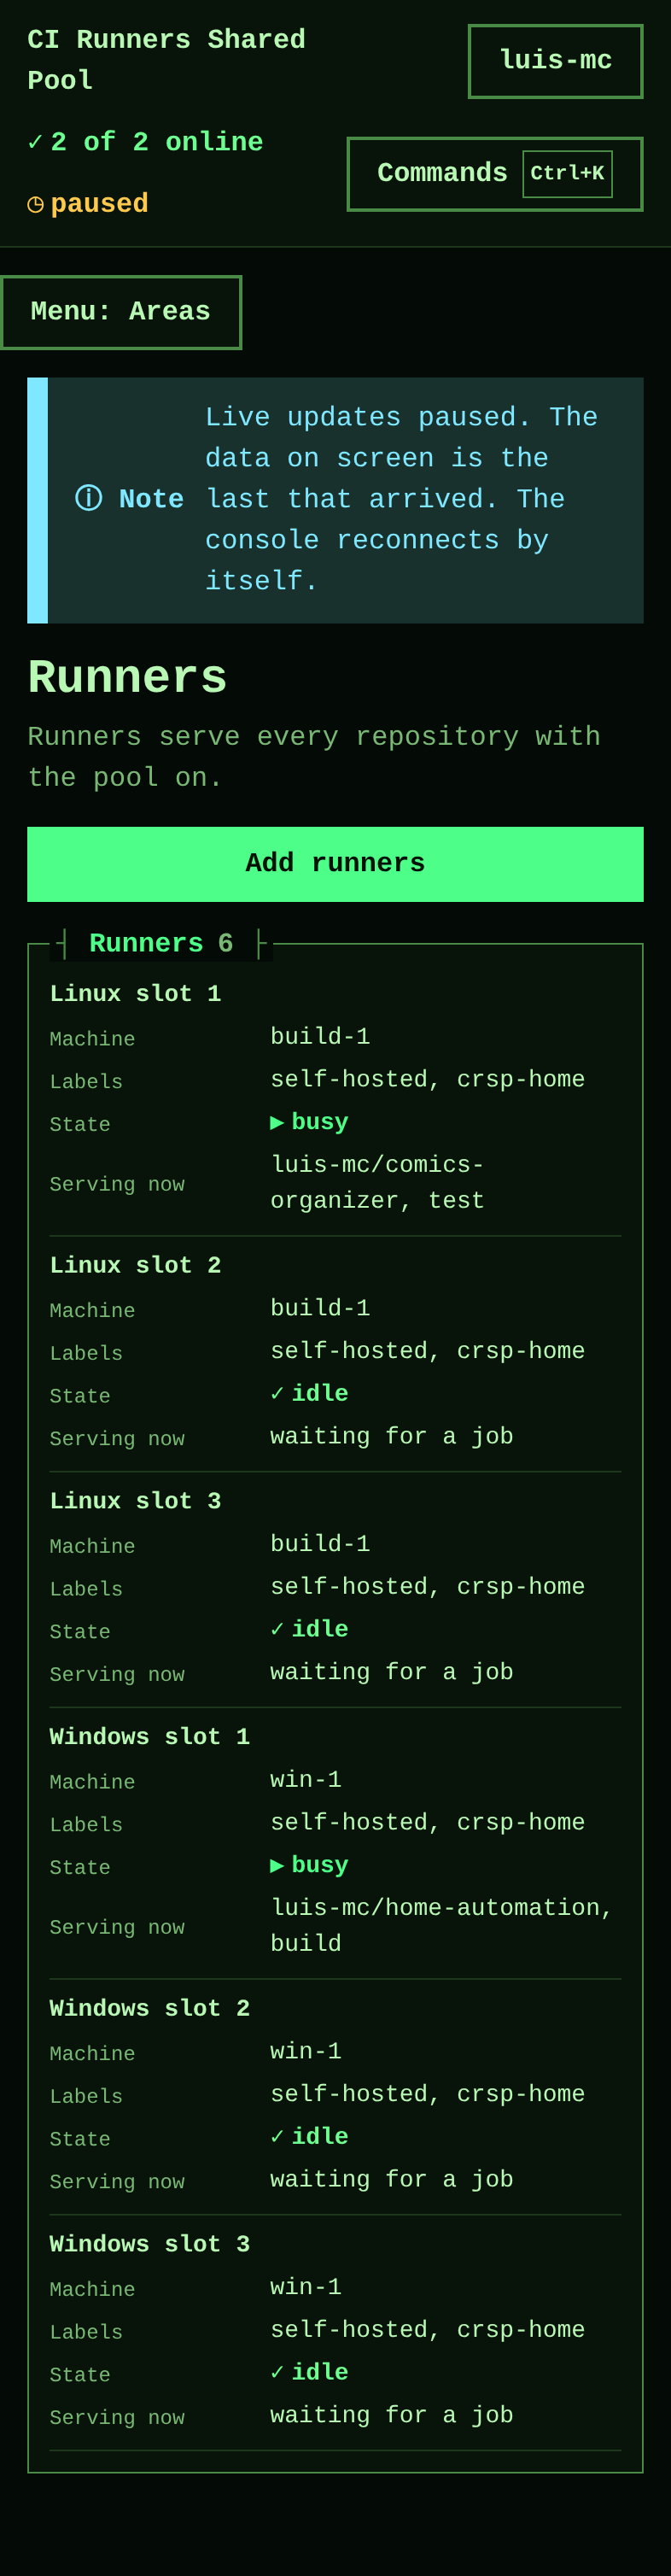 CI Runners Shared
Pool
luis-mc
✓ 2 of 2 online
Commands Ctrl+K
◷ paused
Menu: Areas
ⓘ Note
Live updates paused. The
data on screen is the
last that arrived. The
console reconnects by
itself.
Runners
Runners serve every repository with
the pool on.
Add runners
┤ Runners 6 ├
Linux slot 1
Machine build-1
Labels self-hosted, crsp-home
State ▶ busy
Serving now luis-mc/comics-
organizer, test
Linux slot 2
Machine build-1
Labels self-hosted, crsp-home
State ✓ idle
Serving now waiting for a job
Linux slot 3
Machine build-1
Labels self-hosted, crsp-home
State ✓ idle
Serving now waiting for a job
Windows slot 1
Machine win-1
Labels self-hosted, crsp-home
State ▶ busy
Serving now luis-mc/home-automation,
build
Windows slot 2
Machine win-1
Labels self-hosted, crsp-home
State ✓ idle
Serving now waiting for a job
Windows slot 3
Machine win-1
Labels self-hosted, crsp-home
State ✓ idle
Serving now waiting for a job